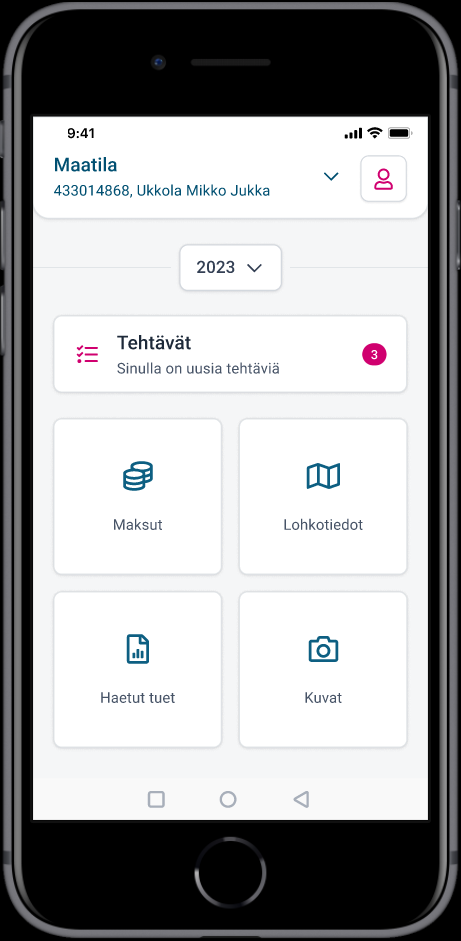 9:41
Maatila
433014868, Ukkola Mikko Jukka
2023
Tehtävät
Sinulla on uusia tehtäviä
3
Maksut
Lohkotiedot
Haetut tuet
Kuvat